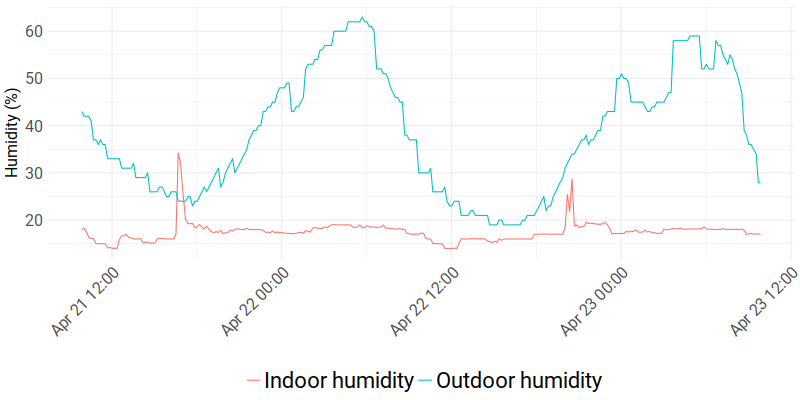 Humidity (%)
60
50
40
30
20
Apr 21 12:00
Apr 22 00:00
Apr 22 12:00
Apr 23 00:00
Apr 23 12:00
Indoor humidity
Outdoor humidity